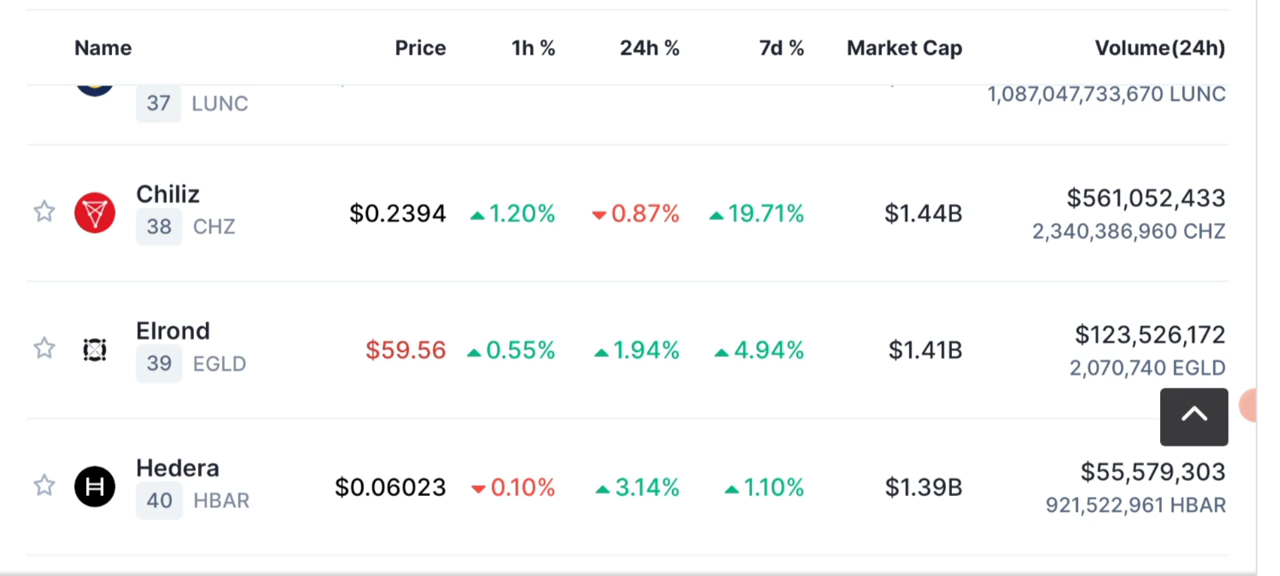 Name Price 1h % 24h % 7d % Market Cap Volume(24h)
37 LUNC 1,087,047,733,670 LUNC
Chiliz
38 CHZ
$0.2394 1.20% 0.87% 19.71% $1.44B
$561,052,433
2,340,386,960 CHZ
Elrond
39 EGLD
$59.56 0.55% 1.94% 4.94% $1.41B
$123,526,172
2,070,740 EGLD
Hedera
40 HBAR
$0.06023 0.10% 3.14% 1.10% $1.39B
$55,579,303
921,522,961 HBAR